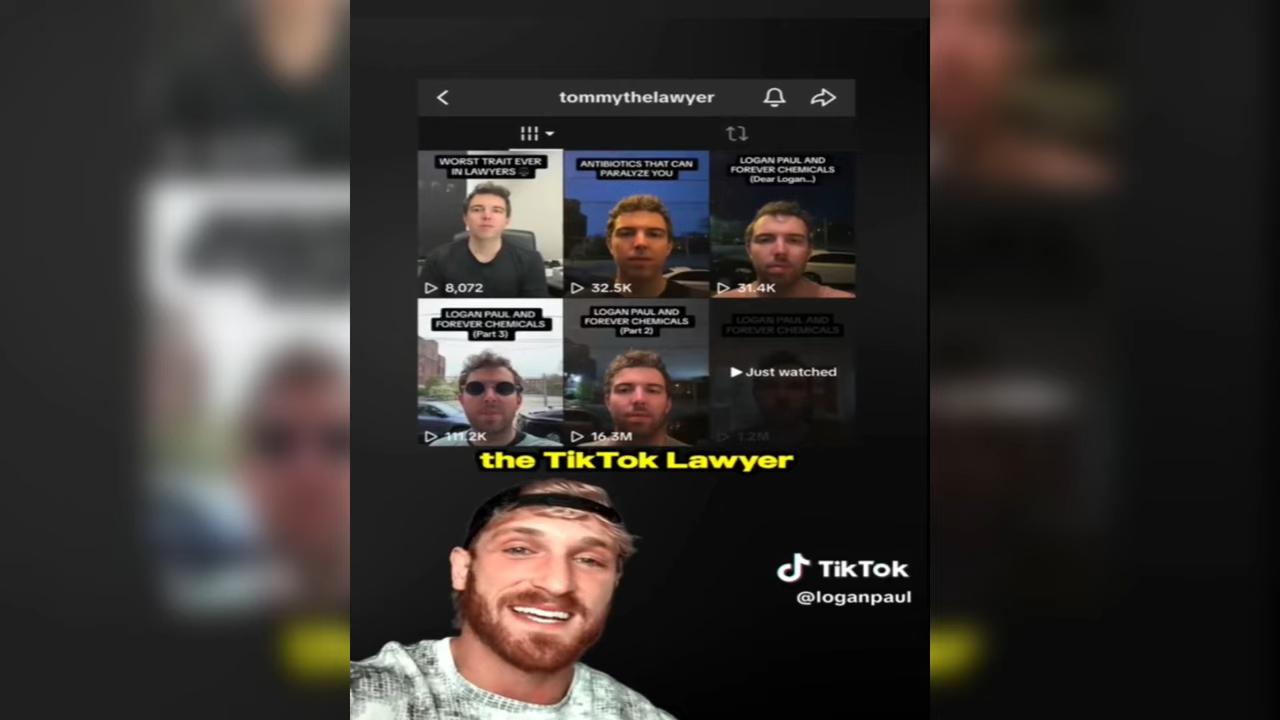 tommythelawyer
WORST TRAIT EVER
IN LAWYERS
8,072
ANTIBIOTICS THAT CAN
PARALYZE YOU
32.5K
LOGAN PAUL AND
FOREVER CHEMICALS
(Dear Logan...)
31.4K
LOGAN PAUL AND
FOREVER CHEMICALS
(Part 3)
111.2K
LOGAN PAUL AND
FOREVER CHEMICALS
(Part 2)
16.3M
LOGAN PAUL AND
FOREVER CHEMICALS
Just watched
1.2M
the TikTok Lawyer
TikTok
@loganpaul